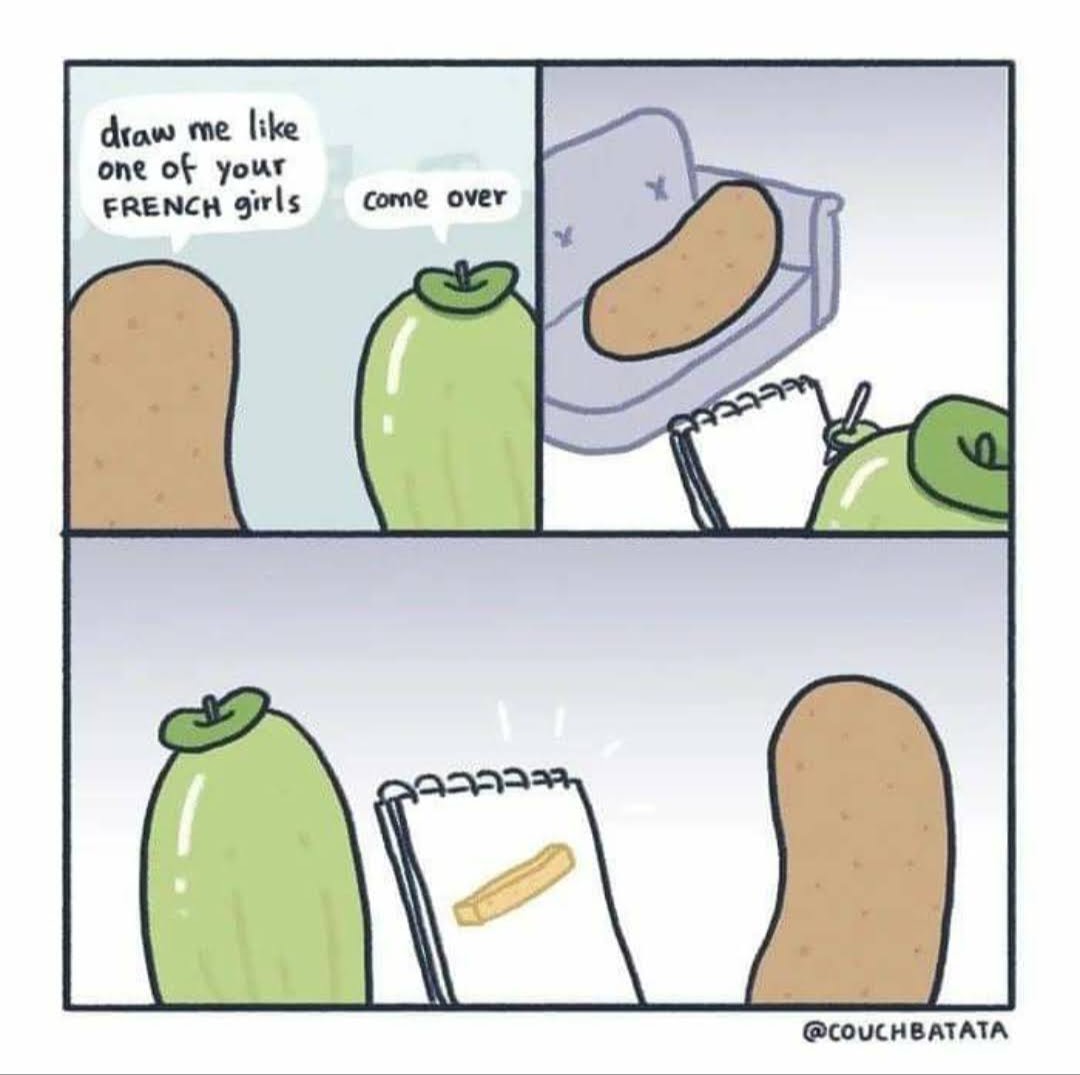 draw me like
one of your
FRENCH girls
come over
@COUCHBATATA